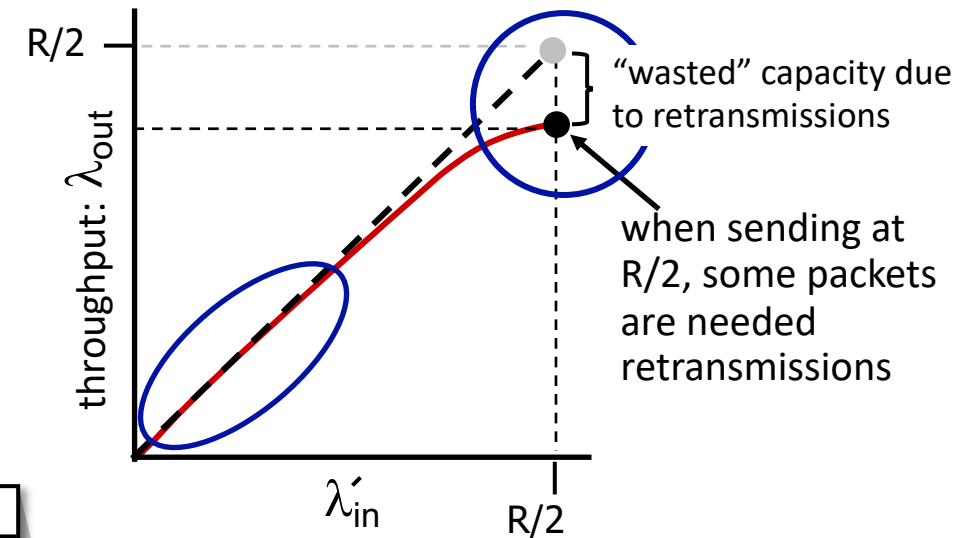 R/2
"wasted" capacity due
to retransmissions
throughput: λout
when sending at
R/2, some packets
are needed
retransmissions
λ′in
R/2